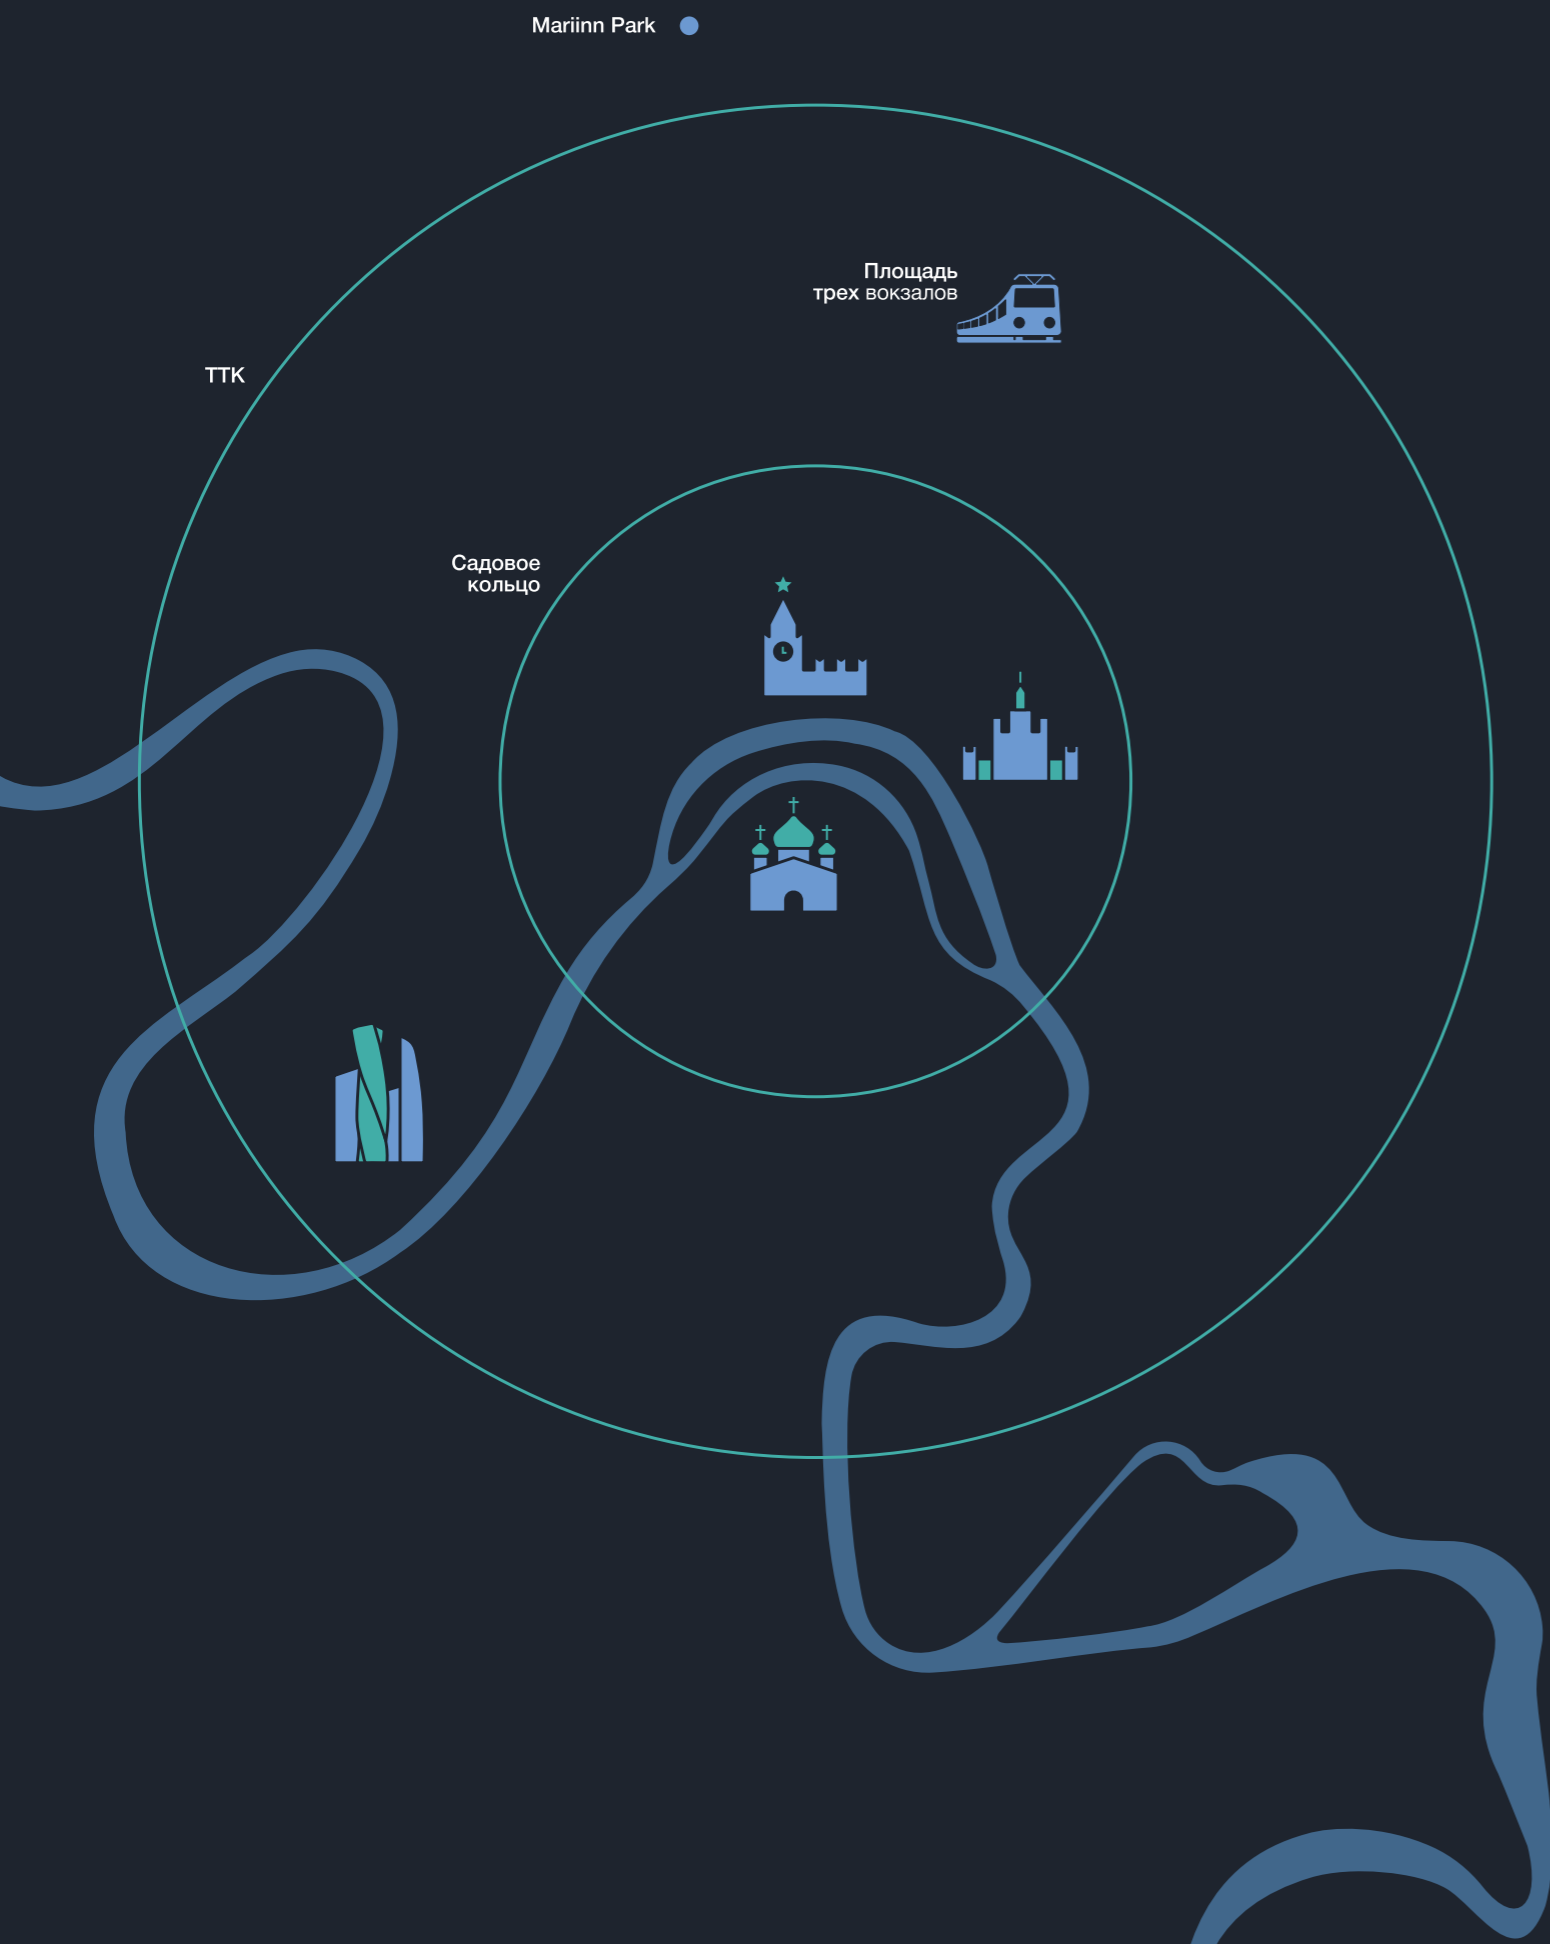 Mariinn Park
Площадь
трех вокзалов
ТТК
Садовое
кольцо